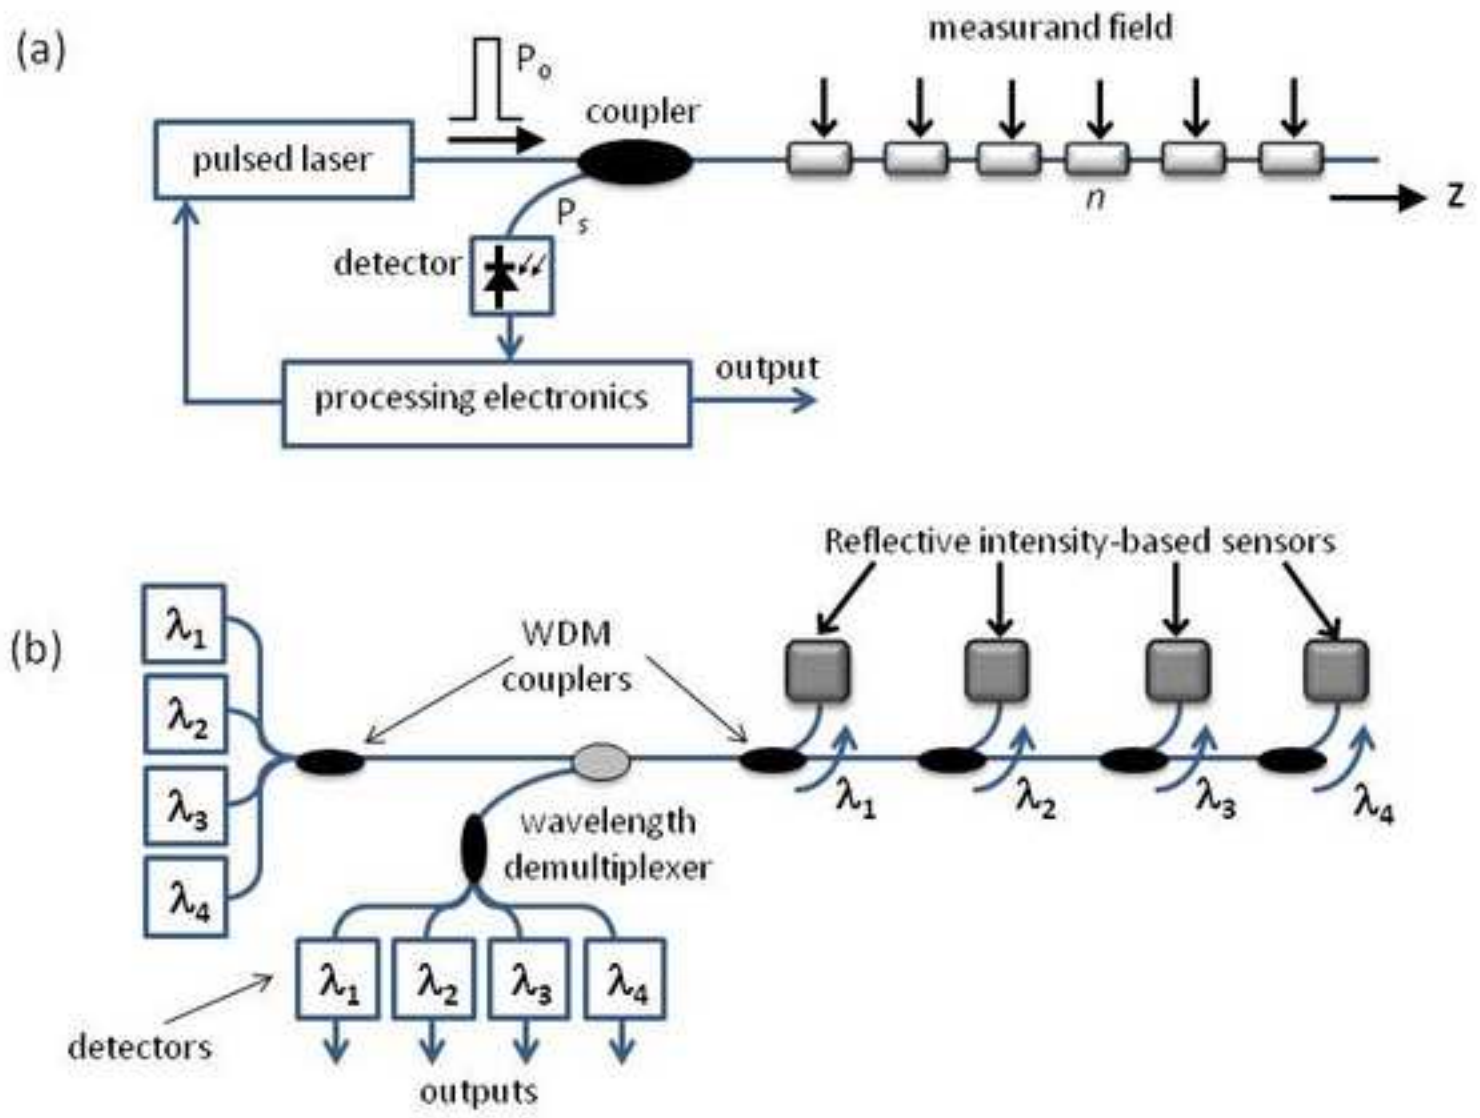 (a)
measurand field
P₀
coupler
pulsed laser
n
z
Pₛ
detector
output
processing electronics
Reflective intensity-based sensors
(b)
λ₁
WDM
couplers
λ₂
λ₃
λ₄
λ₁
λ₂
λ₃
λ₄
wavelength
demultiplexer
λ₁
λ₂
λ₃
λ₄
detectors
outputs